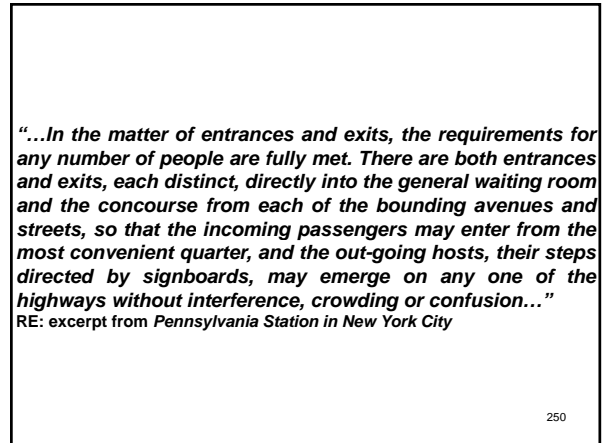 “…In the matter of entrances and exits, the requirements for
any number of people are fully met. There are both entrances
and exits, each distinct, directly into the general waiting room
and the concourse from each of the bounding avenues and
streets, so that the incoming passengers may enter from the
most convenient quarter, and the out-going hosts, their steps
directed by signboards, may emerge on any one of the
highways without interference, crowding or confusion…”
RE: excerpt from Pennsylvania Station in New York City
250